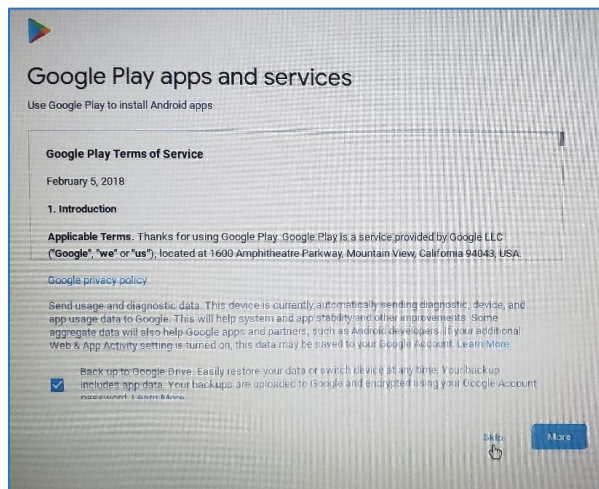 Google Play apps and services
Use Google Play to install Android apps
Google Play Terms of Service
February 5, 2018
1. Introduction
Applicable Terms. Thanks for using Google Play. Google Play is a service provided by Google LLC
("Google", "we" or "us"), located at 1600 Amphitheatre Parkway, Mountain View, California 94043, USA.
Google privacy policy
Send usage and diagnostic data. This device is currently automatically sending diagnostic, device, and
app usage data to Google. This will help system and app stability and other improvements. Some
aggregate data will also help Google apps and partners, such as Android developers. If your additional
Web & App Activity setting is turned on, this data may be saved to your Google Account. Learn More
Back up to Google Drive. Easily restore your data or switch device at any time. Your backup
includes app data. Your backups are uploaded to Google and encrypted using your Google Account
password. Learn More
Skip
More